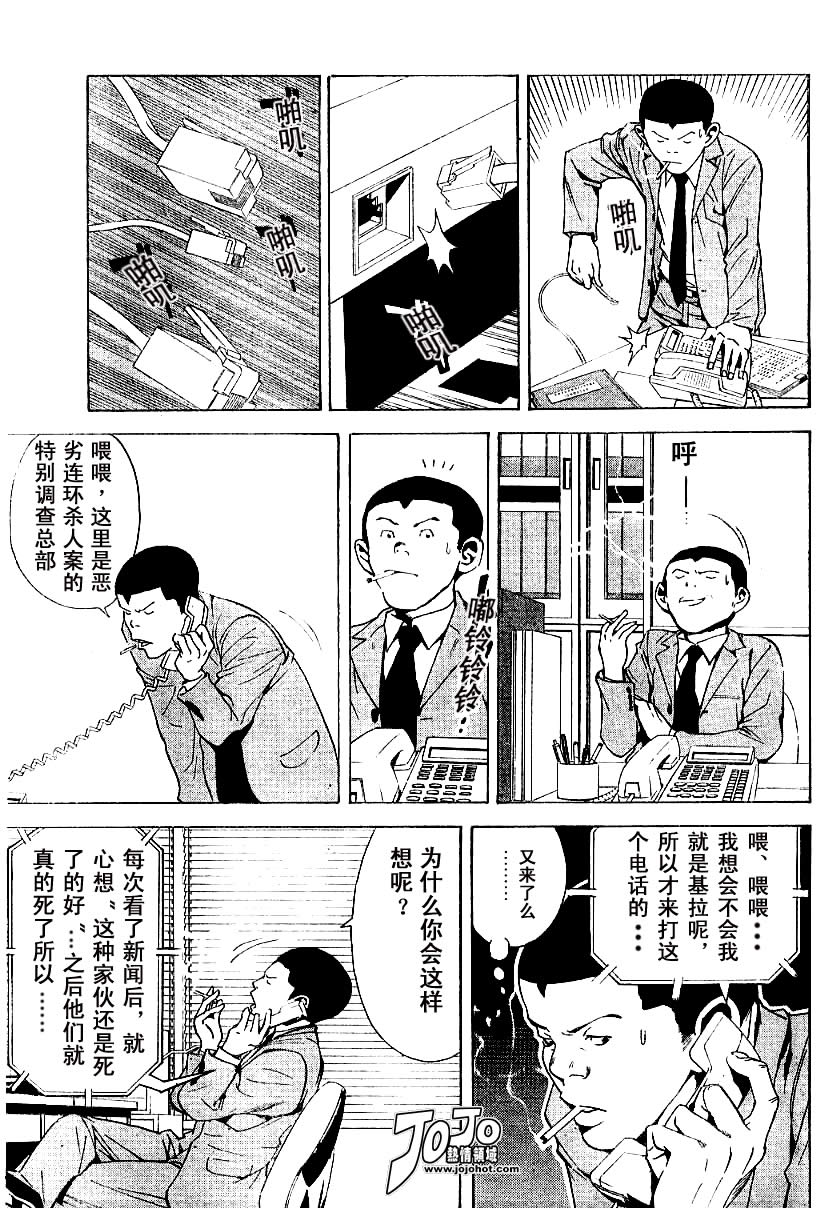 啪叽
啪叽
啪叽
啪叽
啪叽
呼——
嘟铃铃铃：
喂喂，这里是恶
劣连环杀人案的
特别调查总部
喂、喂喂…
我想会不会我
就是基拉呢，
所以才来打这
个电话的…
又来了么
………
为什么你会这样
想呢？
每次看了新闻后，就
心想“这种家伙还是死
了的好”…之后他们就
真的死了所以……
JOJO
热情领域
www.jojohot.com